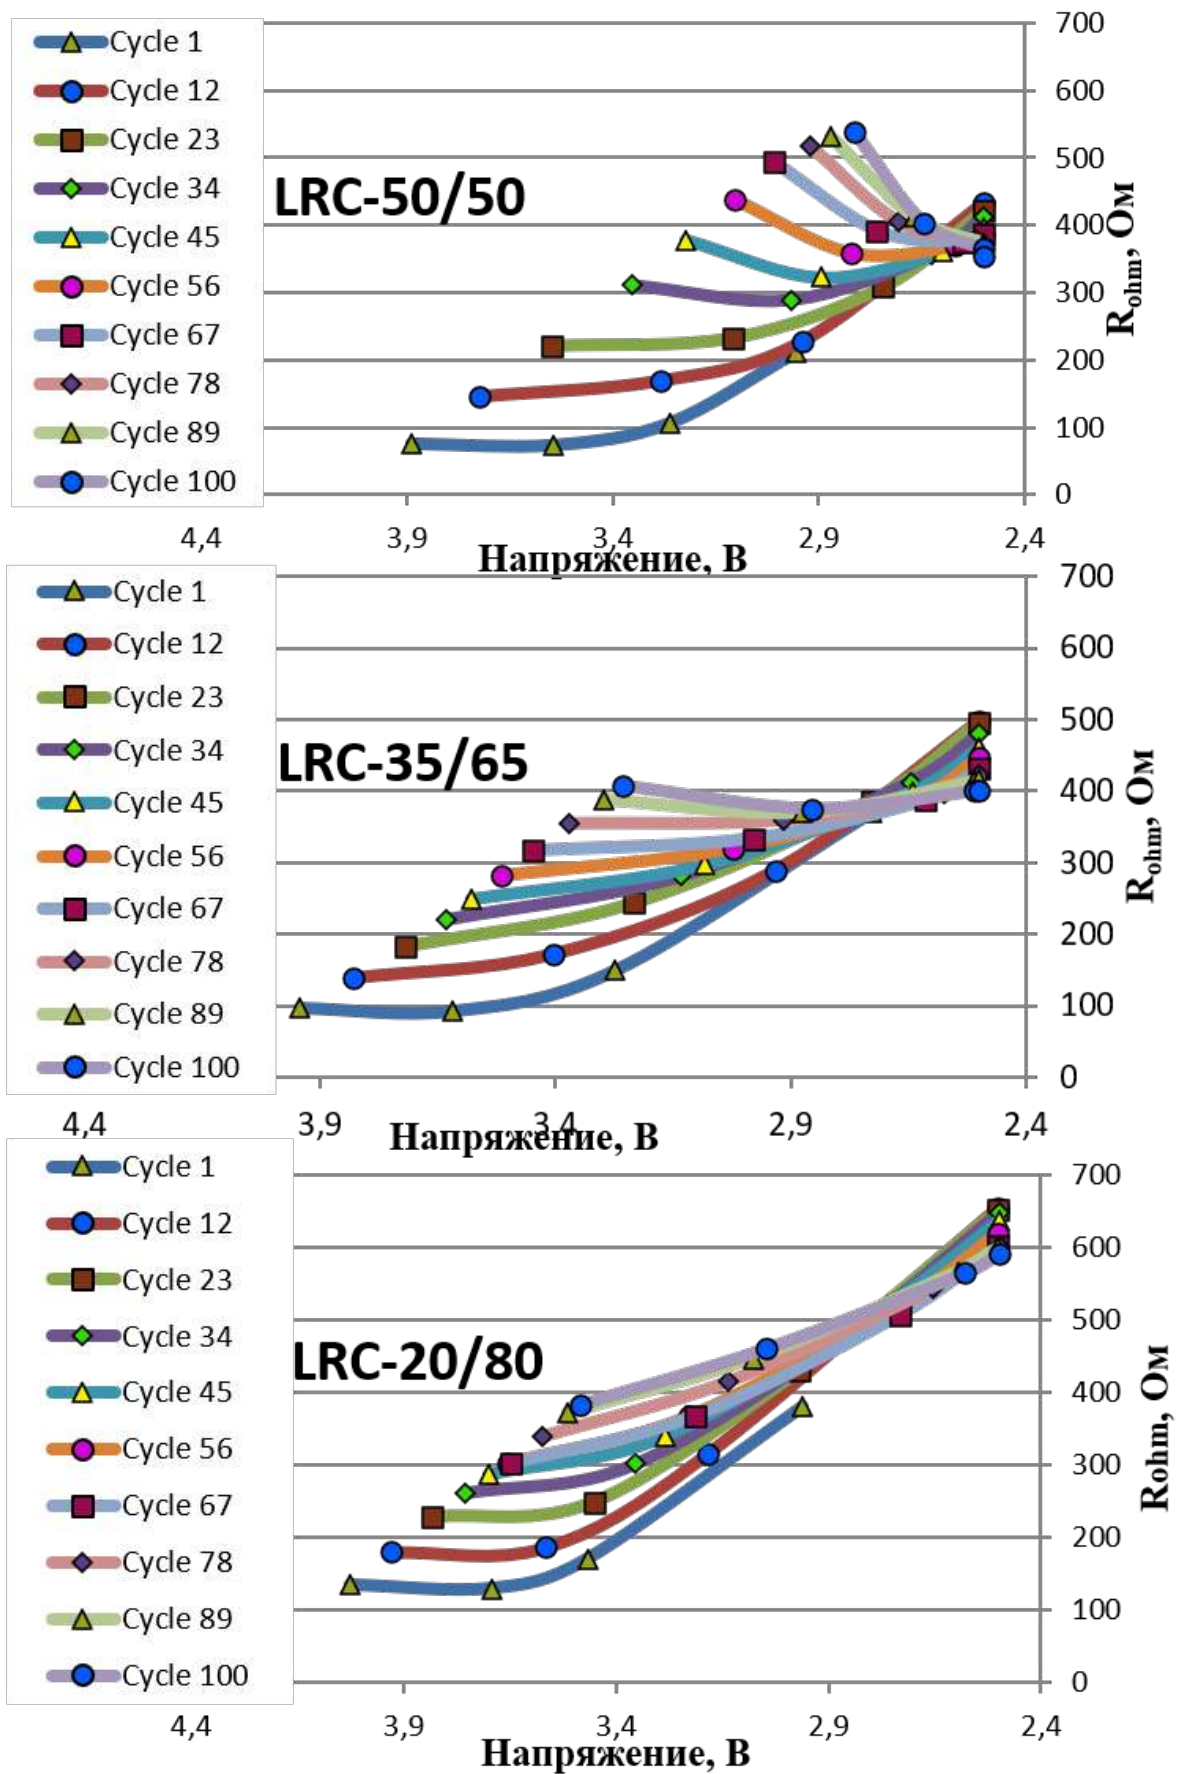 700
Cycle 1
Cycle 12
Cycle 23
Cycle 34
Cycle 45
Cycle 56
Cycle 67
Cycle 78
Cycle 89
Cycle 100
LRC-50/50
600
500
400
300
200
100
0
R_ohm, Ом
4,4 3,9 3,4 2,9 2,4
Напряжение, В
700
Cycle 1
Cycle 12
Cycle 23
Cycle 34
Cycle 45
Cycle 56
Cycle 67
Cycle 78
Cycle 89
Cycle 100
LRC-35/65
600
500
400
300
200
100
0
R_ohm, Ом
4,4 3,9 3,4 2,9 2,4
Напряжение, В
700
Cycle 1
Cycle 12
Cycle 23
Cycle 34
Cycle 45
Cycle 56
Cycle 67
Cycle 78
Cycle 89
Cycle 100
LRC-20/80
600
500
400
300
200
100
0
Rohm, Ом
4,4 3,9 3,4 2,9 2,4
Напряжение, В